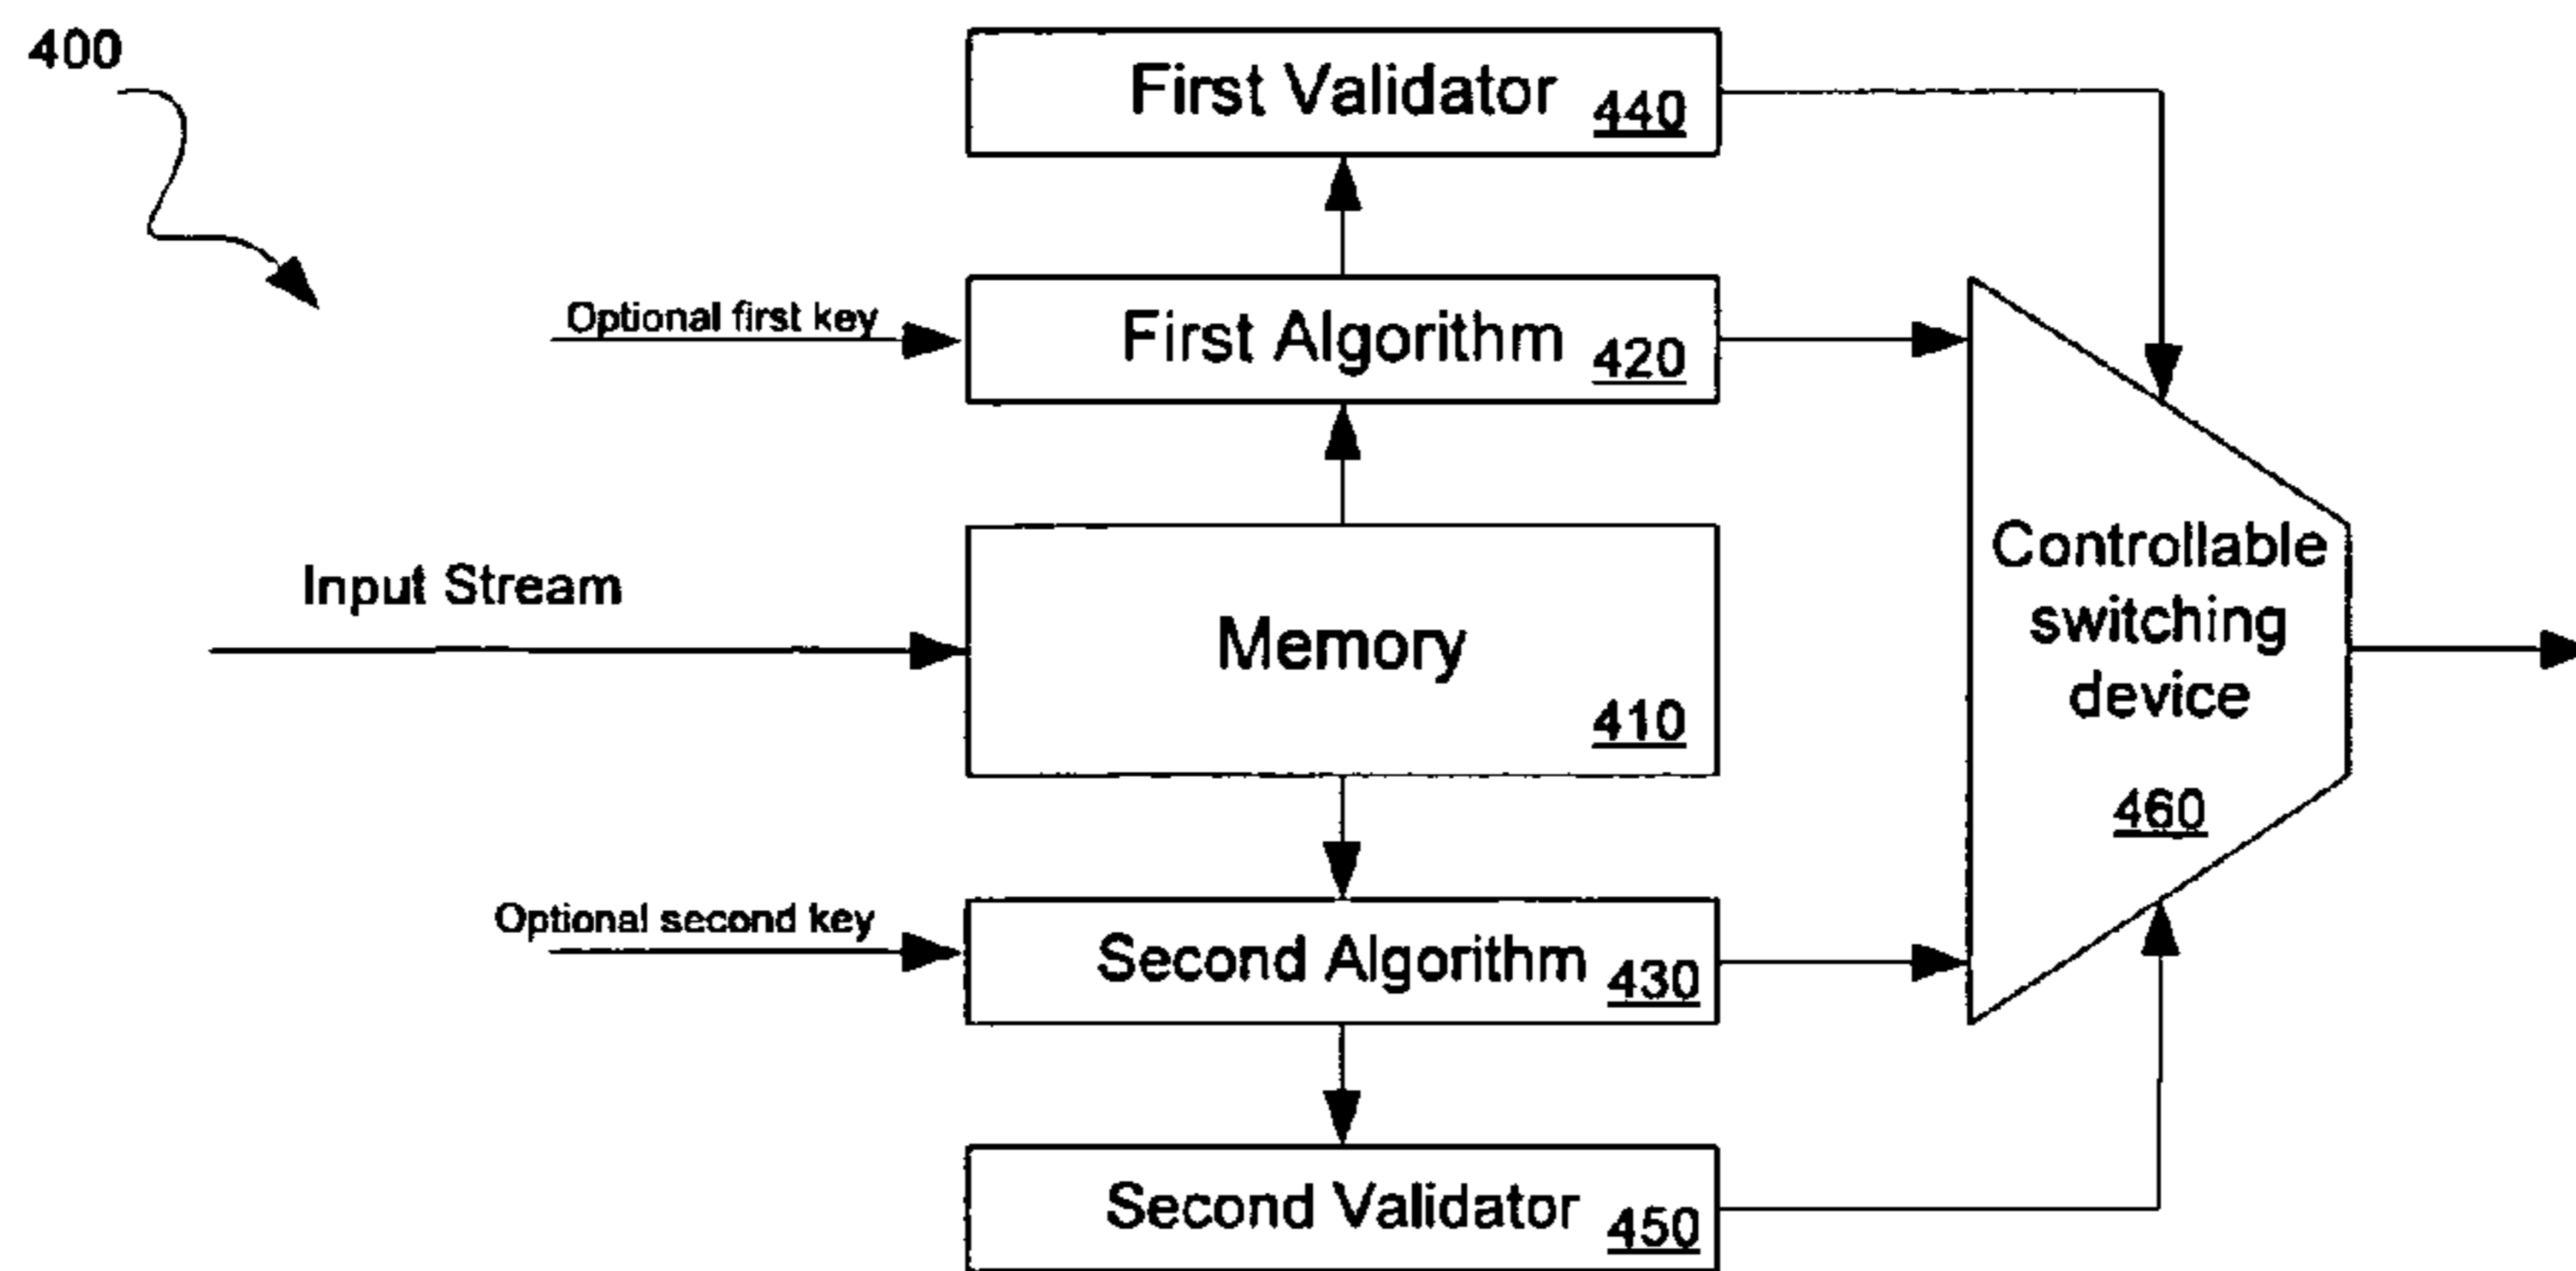 400
First Validator 440
Optional first key
First Algorithm 420
Input Stream
Memory
410
Controllable
switching
device
460
Optional second key
Second Algorithm 430
Second Validator 450